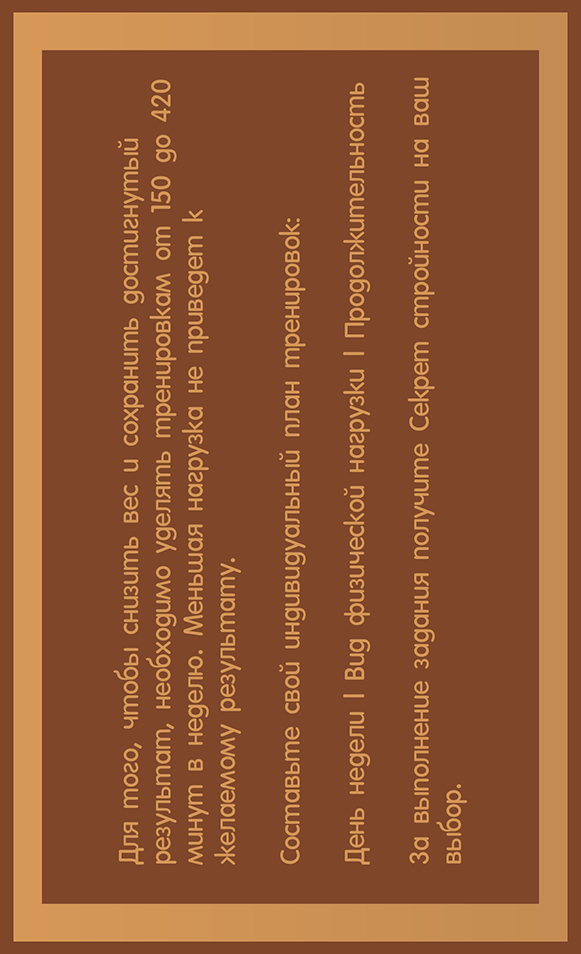 Для того, чтобы снизить вес и сохранить достигнутый
результат, необходимо уделять тренировкам от 150 до 420
минут в неделю. Меньшая нагрузка не приведет к
желаемому результату.
Составьте свой индивидуальный план тренировок:
День недели | Вид физической нагрузки | Продолжительность
За выполнение задания получите Секрет стройности на ваш
выбор.